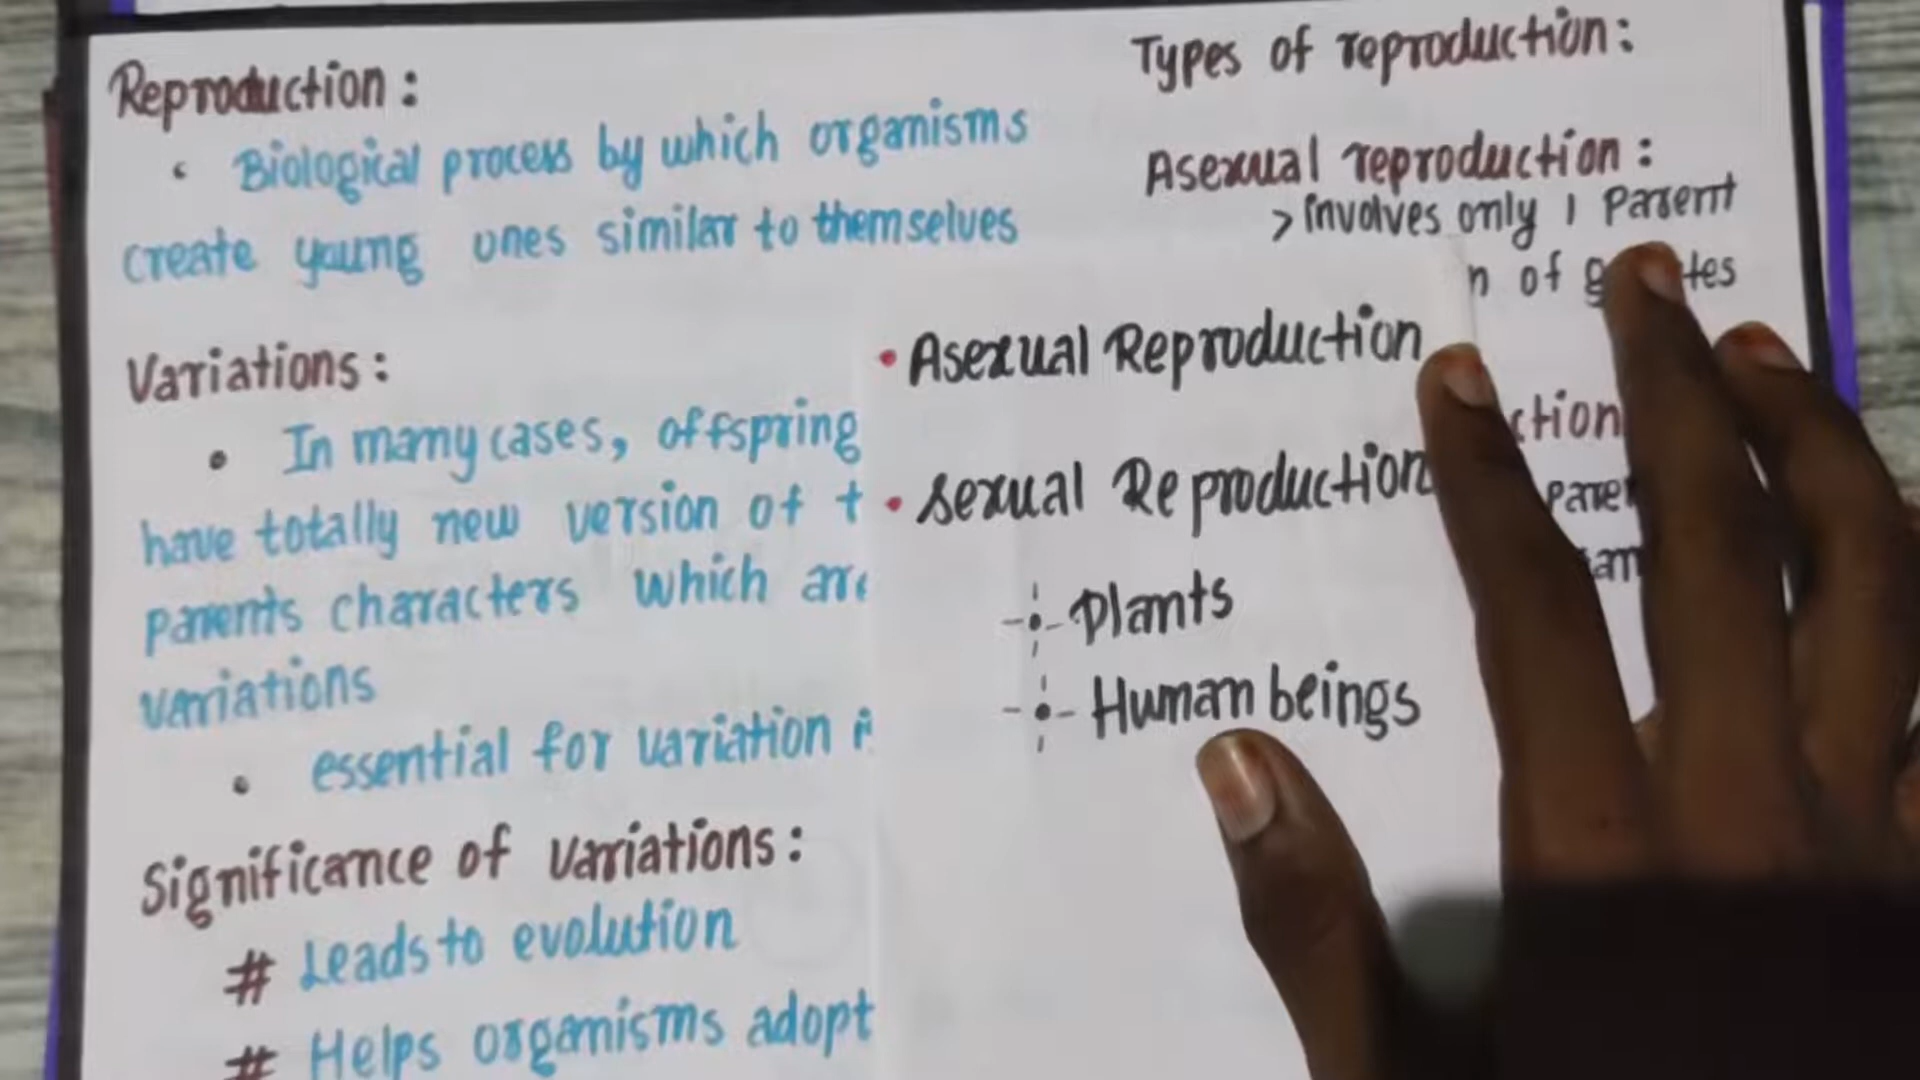 Reproduction:
Biological process by which organisms
create young ones similar to themselves
Variations:
In many cases, offspring
have totally new version of
parents characters which
variations
essential for variation
Significance of variations:
# Leads to evolution
# Helps organisms adopt
Types of reproduction:
Asexual reproduction:
> involves only 1 parent
of
• Asexual Reproduction
• Sexual Reproduction
Plants
Human beings